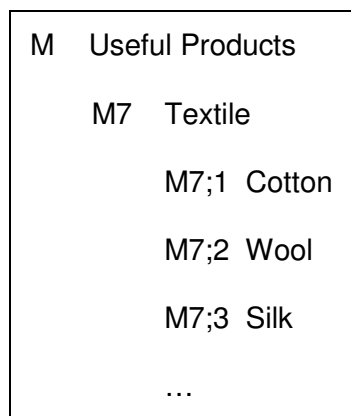 M Useful Products
M7 Textile
M7;1 Cotton
M7;2 Wool
M7;3 Silk
…